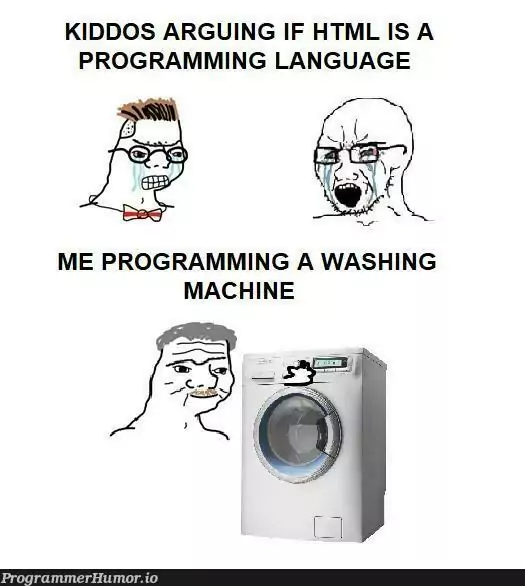 KIDDOS ARGUING IF HTML IS A
PROGRAMMING LANGUAGE
ME PROGRAMMING A WASHING
MACHINE
ProgrammerHumor.io